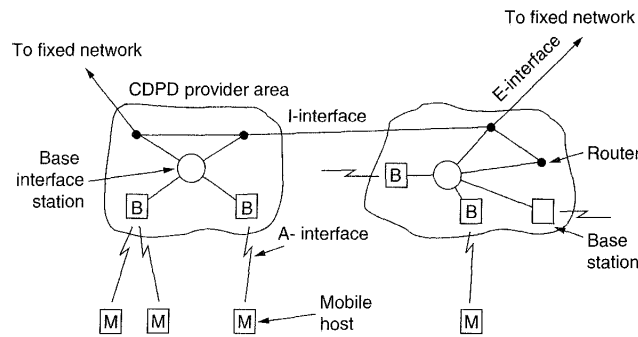 To fixed network
To fixed network
CDPD provider area
E-interface
I-interface
Router
Base
interface
station
B
B
B
B
A- interface
Base
station
M
M
M
Mobile
host
M